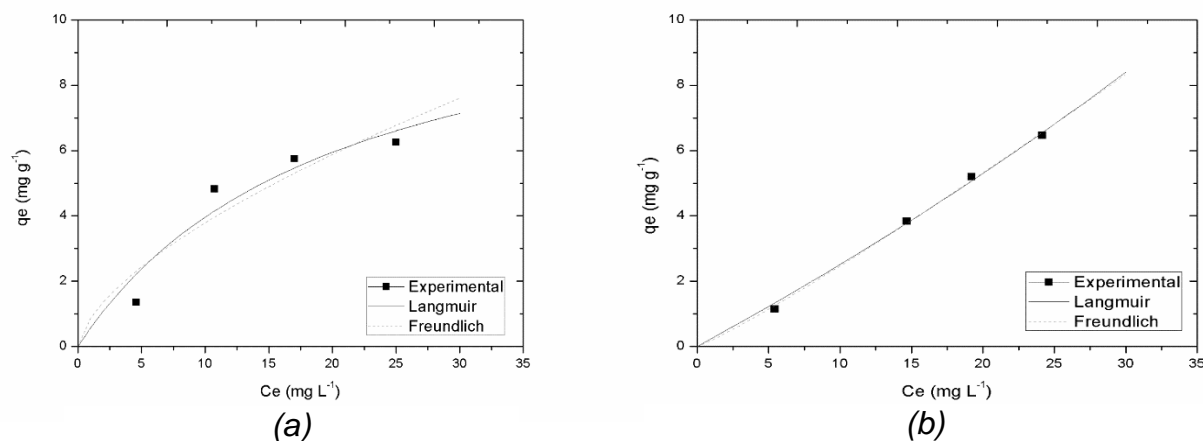 10
8
6
4
2
0
qe (mg g⁻¹)
Experimental
Langmuir
Freundlich
0 5 10 15 20 25 30 35
Ce (mg L⁻¹)
(a)
10
8
6
4
2
0
qe (mg g⁻¹)
Experimental
Langmuir
Freundlich
0 5 10 15 20 25 30 35
Ce (mg L⁻¹)
(b)